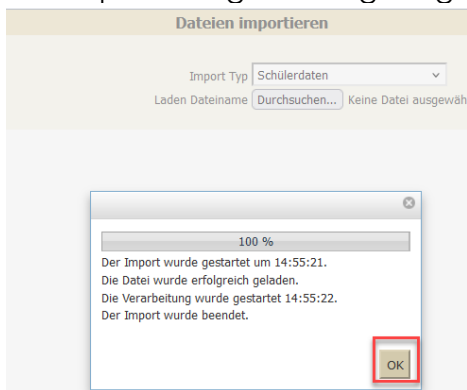 Dateien importieren
Import Typ Schülerdaten
Laden Dateiname Durchsuchen... Keine Datei
100 %
Der Import wurde gestartet um 14:55:21.
Die Datei wurde erfolgreich geladen.
Die Verarbeitung wurde gestartet 14:55:22.
Der Import wurde beendet.
OK